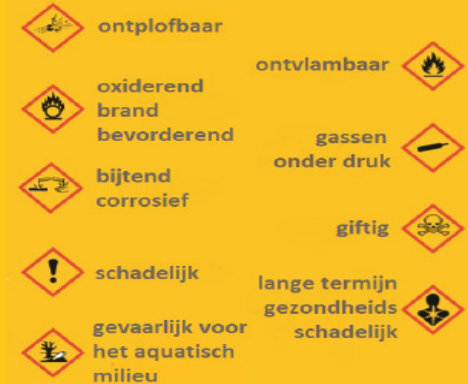 ontplofbaar
oxiderend
brand
bevorderend
bijtend
corrosief
schadelijk
gevaarlijk voor
het aquatisch
milieu
ontvlambaar
gassen
onder druk
giftig
lange termijn
gezondheids
schadelijk